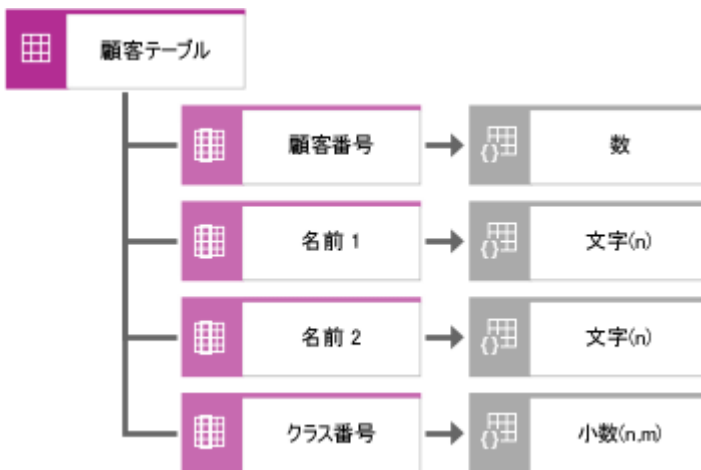 顧客テーブル
顧客番号
数
名前 1
文字(n)
名前 2
文字(n)
クラス番号
小数(n,m)